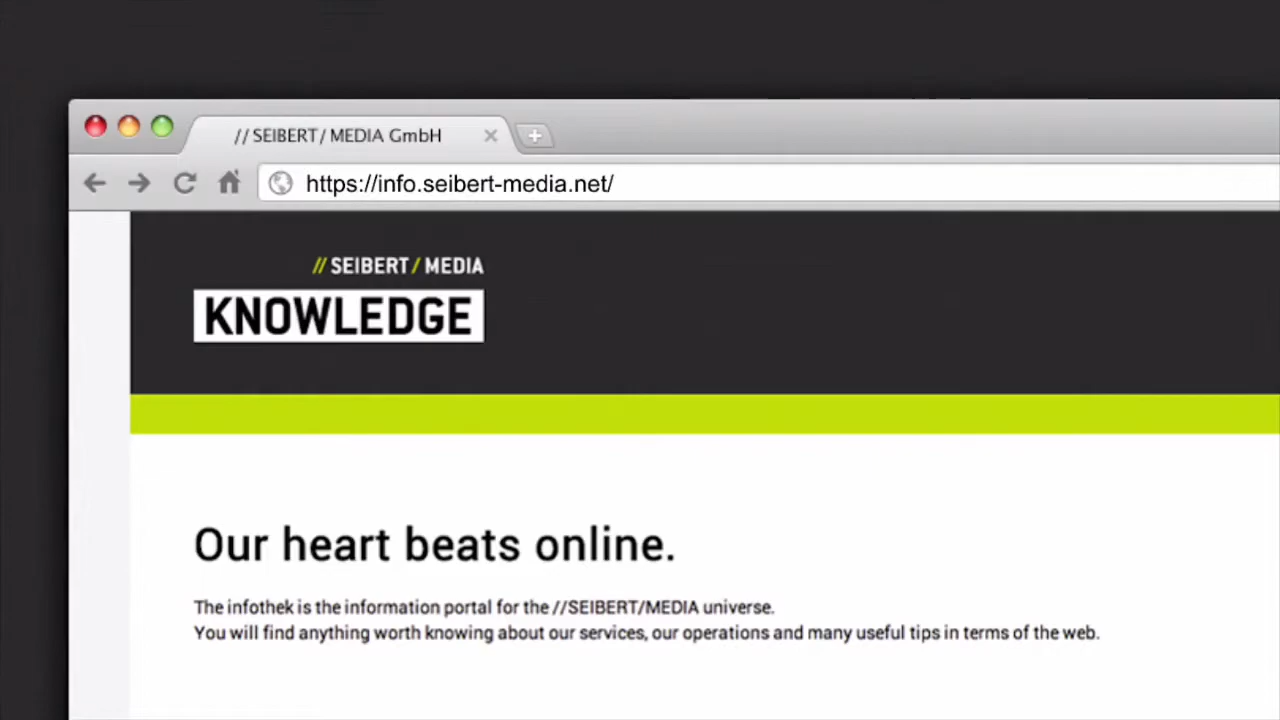 // SEIBERT/ MEDIA GmbH
https://info.seibert-media.net/
// SEIBERT/ MEDIA
KNOWLEDGE
Our heart beats online.
The infothek is the information portal for the //SEIBERT/MEDIA universe.
You will find anything worth knowing about our services, our operations and many useful tips in terms of the web.